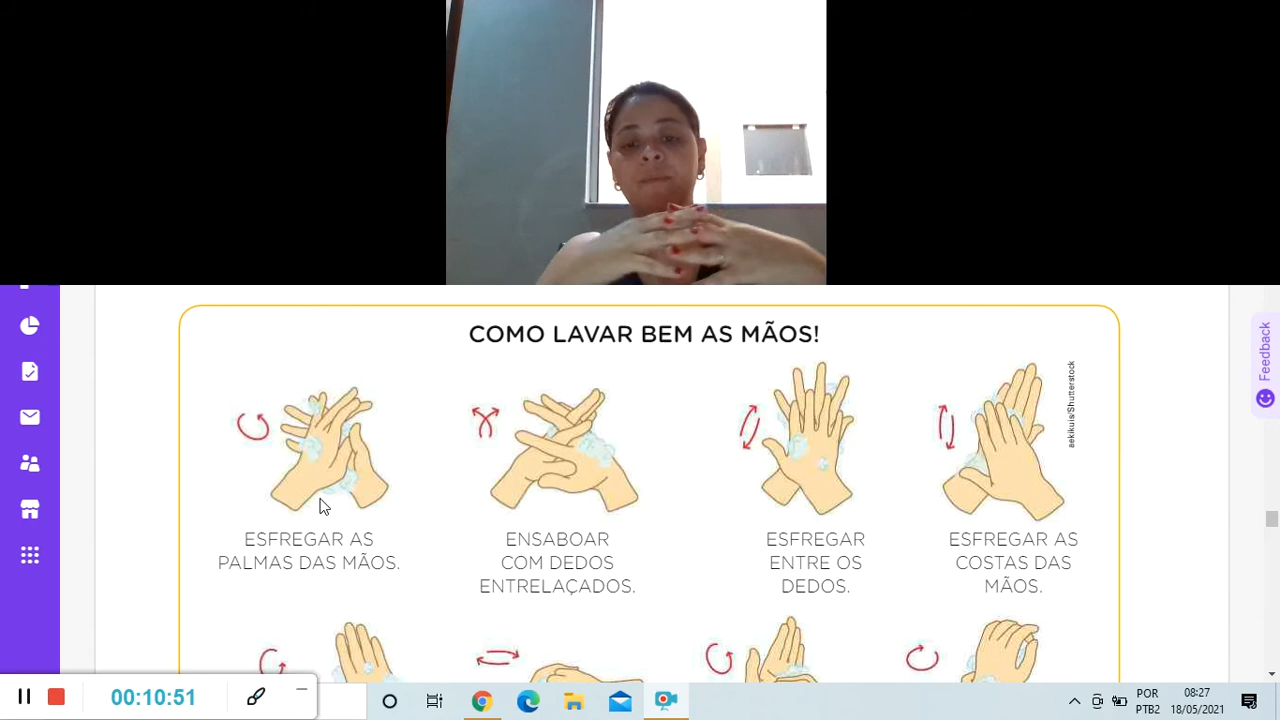 COMO LAVAR BEM AS MÃOS!
aekikuis/Shutterstock
Feedback
ESFREGAR AS
PALMAS DAS MÃOS.
ENSABOAR
COM DEDOS
ENTRELAÇADOS.
ESFREGAR
ENTRE OS
DEDOS.
ESFREGAR AS
COSTAS DAS
MÃOS.
00:10:51
POR
PTB2
08:27
18/05/2021